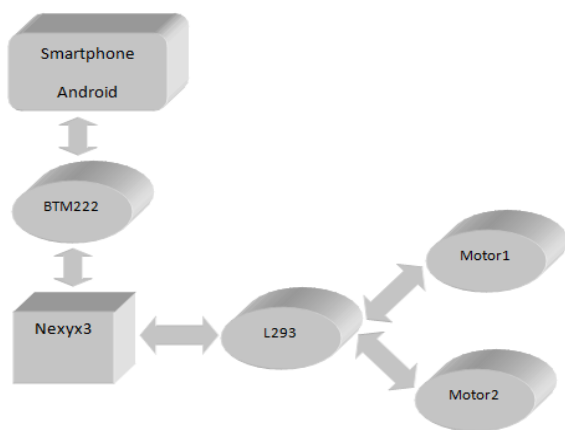 Smartphone
Android
BTM222
Nexyx3
L293
Motor1
Motor2